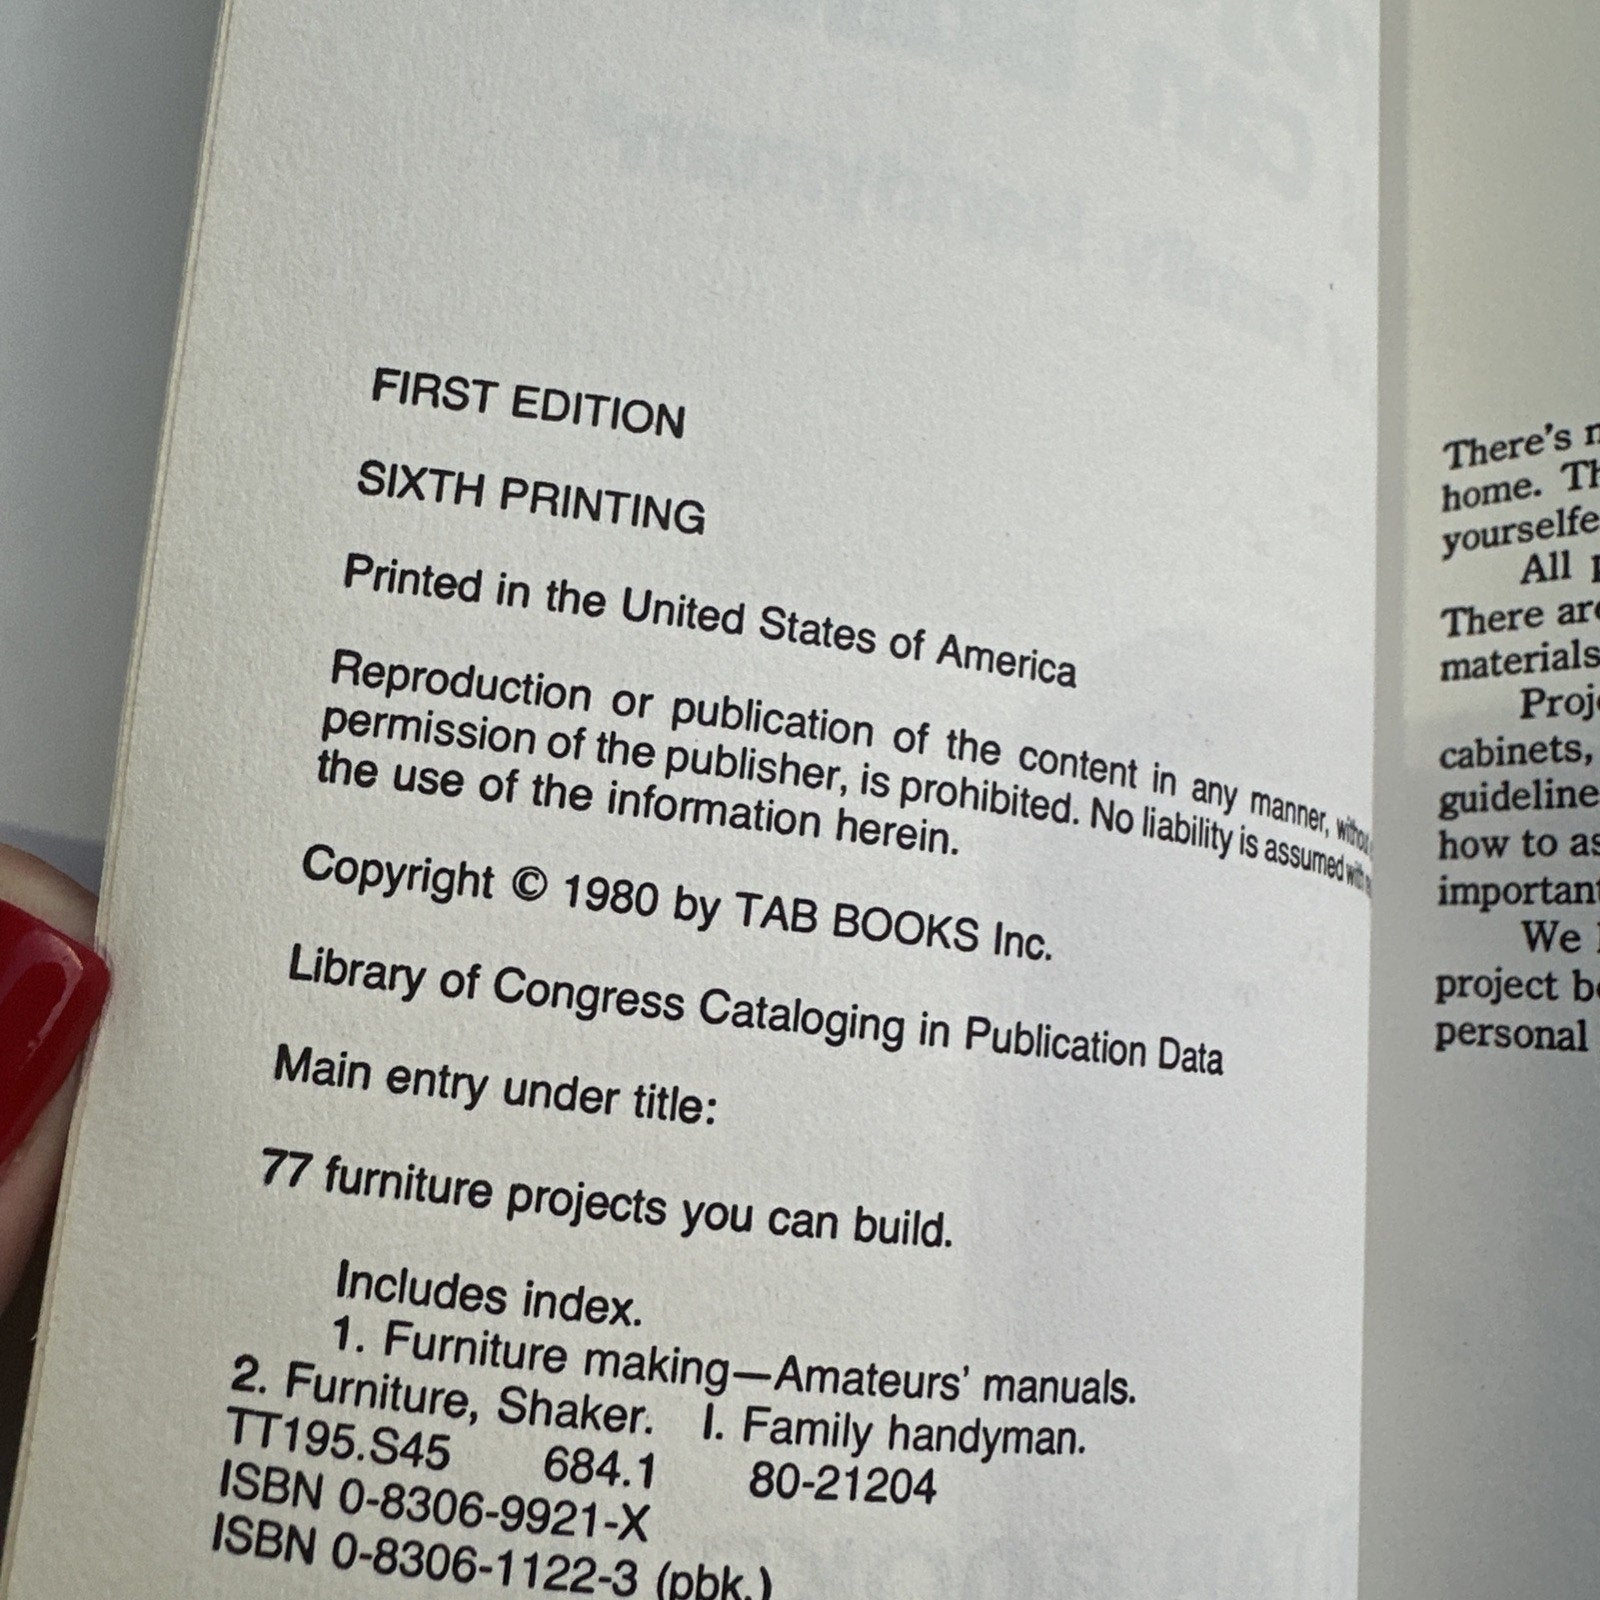 FIRST EDITION
SIXTH PRINTING
Printed in the United States of America
Reproduction or publication of the content in any manner,
permission of the publisher, is prohibited. No liability is assumed with
the use of the information herein.
Copyright © 1980 by TAB BOOKS Inc.
Library of Congress Cataloging in Publication Data
Main entry under title:
77 furniture projects you can build.
Includes index.
1. Furniture making—Amateurs' manuals.
2. Furniture, Shaker. I. Family handyman.
TT195.S45 684.1 80-21204
ISBN 0-8306-9921-X
ISBN 0-8306-1122-3 (pbk.)
There's
home.
All
There
materials
cabinets,
how to
We
project
personal